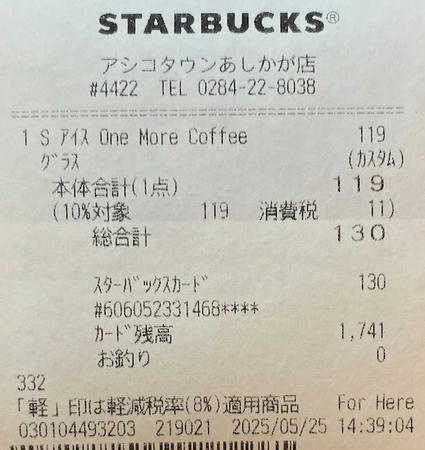 STARBUCKS®
アシコタウンあしかが店
#4422 TEL 0284-22-8038
1 S アイス One More Coffee 119
グラス (カスタム)
本体合計(1点) 119
(10%対象 119 消費税 11)
総合計 130
スターバックスカード 130
#606052331468****
カード残高 1,741
お釣り 0
332
「軽」印は軽減税率(8%)適用商品 For Here
030104493203 219021 2025/05/25 14:39:04